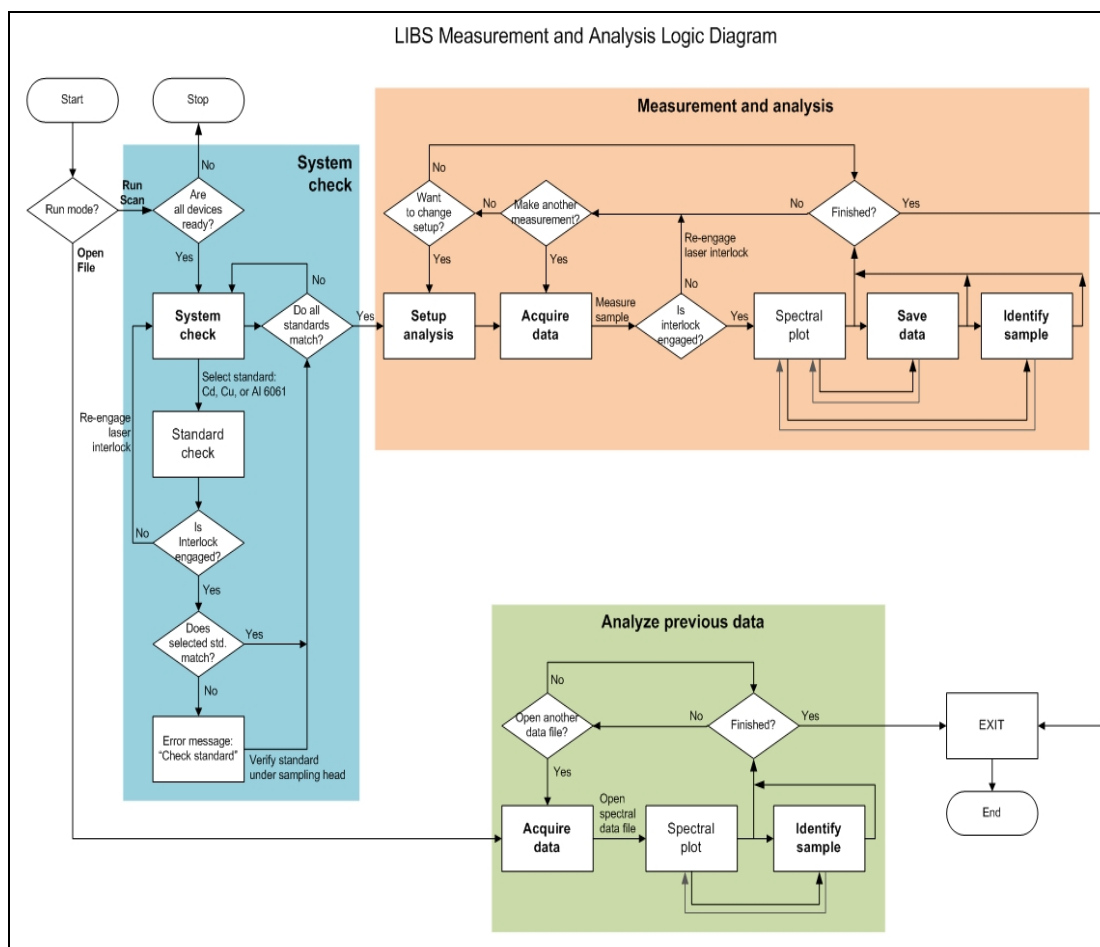 LIBS Measurement and Analysis Logic Diagram
Start
Stop
Measurement and analysis
System
check
No
Run
Scan
Run mode?
Are
all devices
ready?
Open
File
Yes
No
Want
to change
setup?
No
Make another
measurement?
No
Finished?
Yes
Re-engage
laser interlock
Yes
Yes
No
No
System
check
Do all
standards
match?
Yes
Setup
analysis
Acquire
data
Measure
sample
Is
interlock
engaged?
Yes
Spectral
plot
Save
data
Identify
sample
Select standard:
Cd, Cu, or Al 6061
Re-engage
laser
interlock
Standard
check
No
Is
Interlock
engaged?
Yes
Does
selected std.
match?
Yes
No
Error message:
“Check standard”
Verify standard
under sampling head
Analyze previous data
No
Open another
data file?
No
Finished?
Yes
EXIT
Yes
Open
spectral
data file
Acquire
data
Spectral
plot
Identify
sample
End